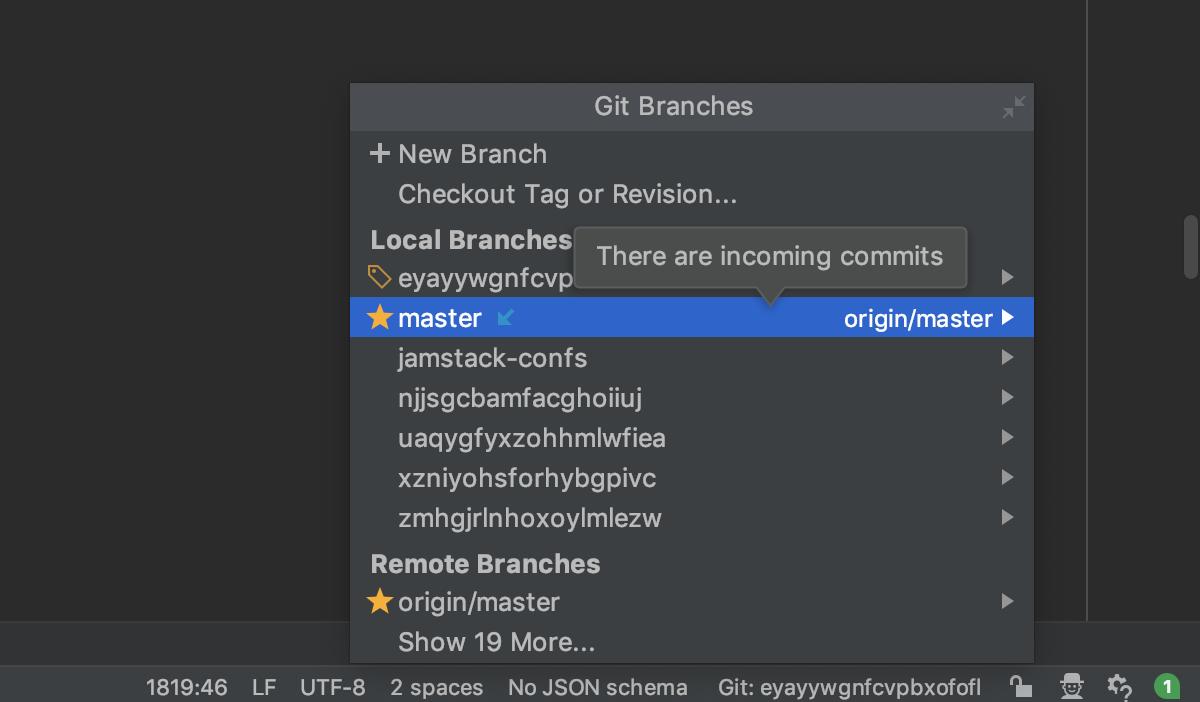 Git Branches
New Branch
Checkout Tag or Revision...
Local Branches
There are incoming commits
eyayywgnfcvp
master origin/master
jamstack-confs
njjsgcbamfacghoiiuj
uaqygfyxzohhmlwfiea
xzniyohsforhybgpivc
zmhgjrlnhoxoylmlezw
Remote Branches
origin/master
Show 19 More...
1819:46 LF UTF-8 2 spaces No JSON schema Git: eyayywgnfcvpbxofofl 1